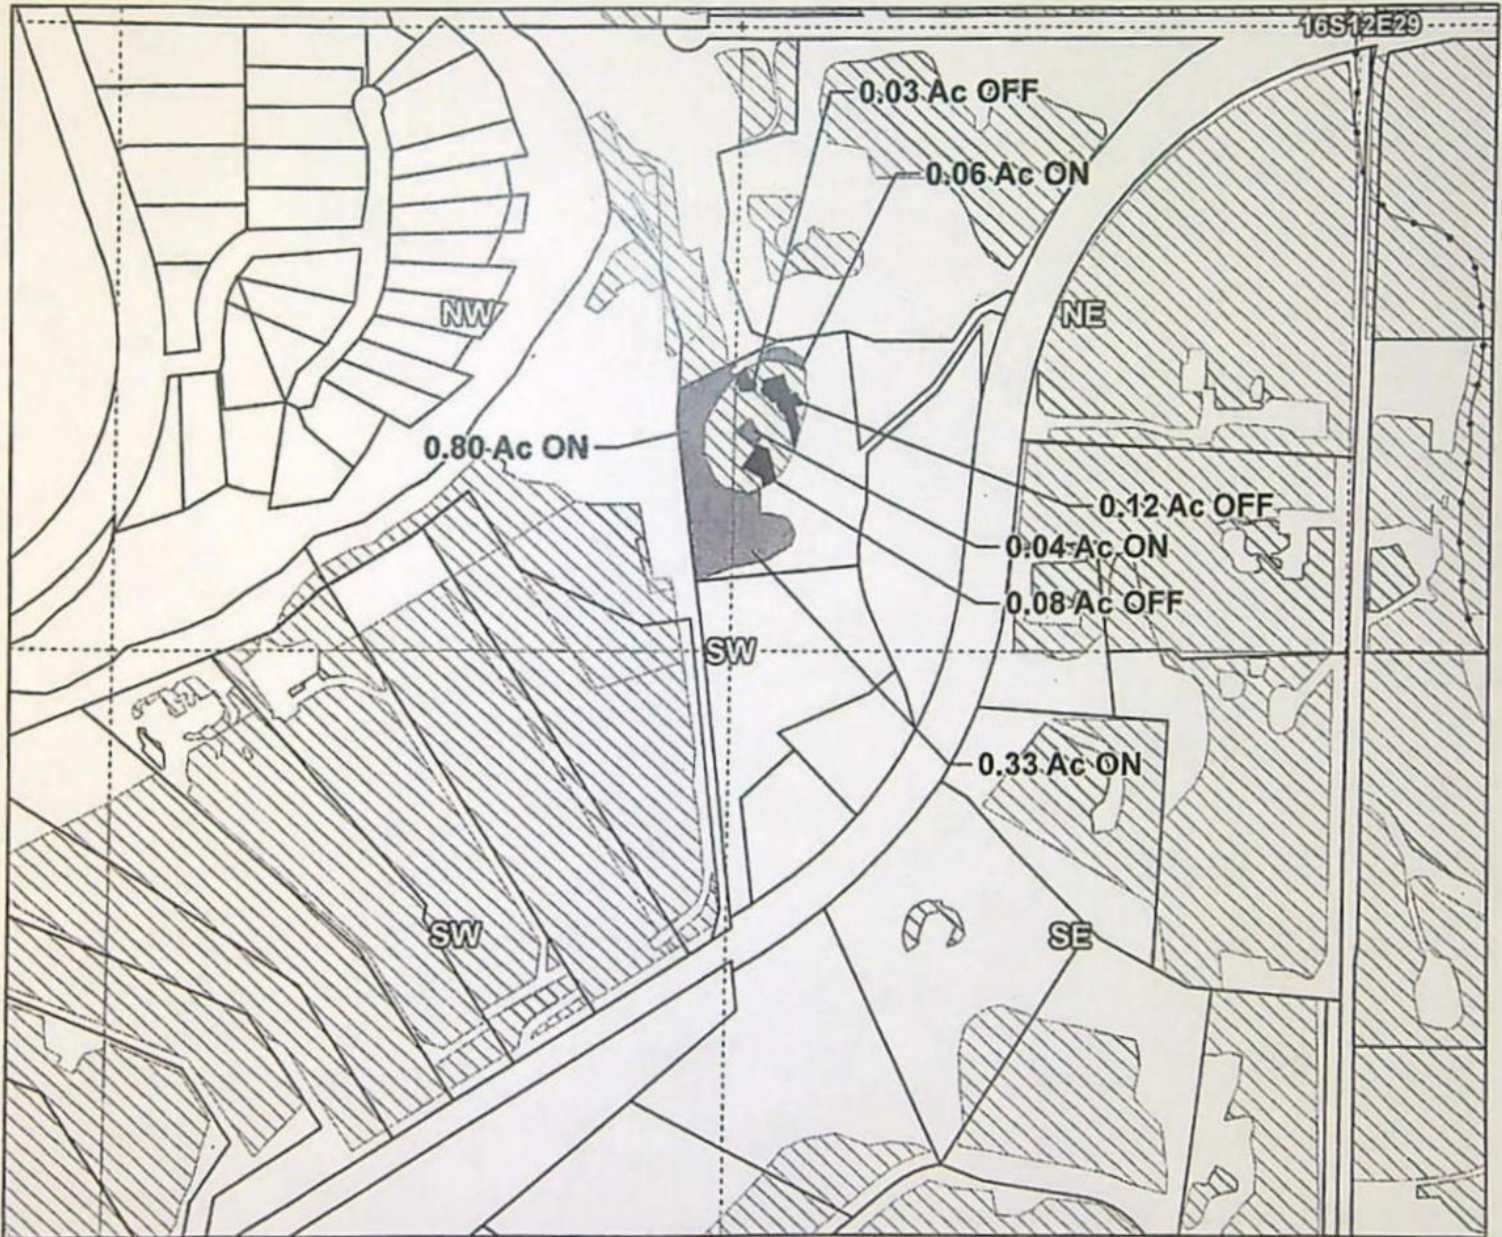 16S12E29
0.03 Ac OFF
0.06 Ac ON
NW
NE
0.80 Ac ON
0.12 Ac OFF
0.04 Ac ON
0.08 Ac OFF
SW
0.33 Ac ON
SW
SE